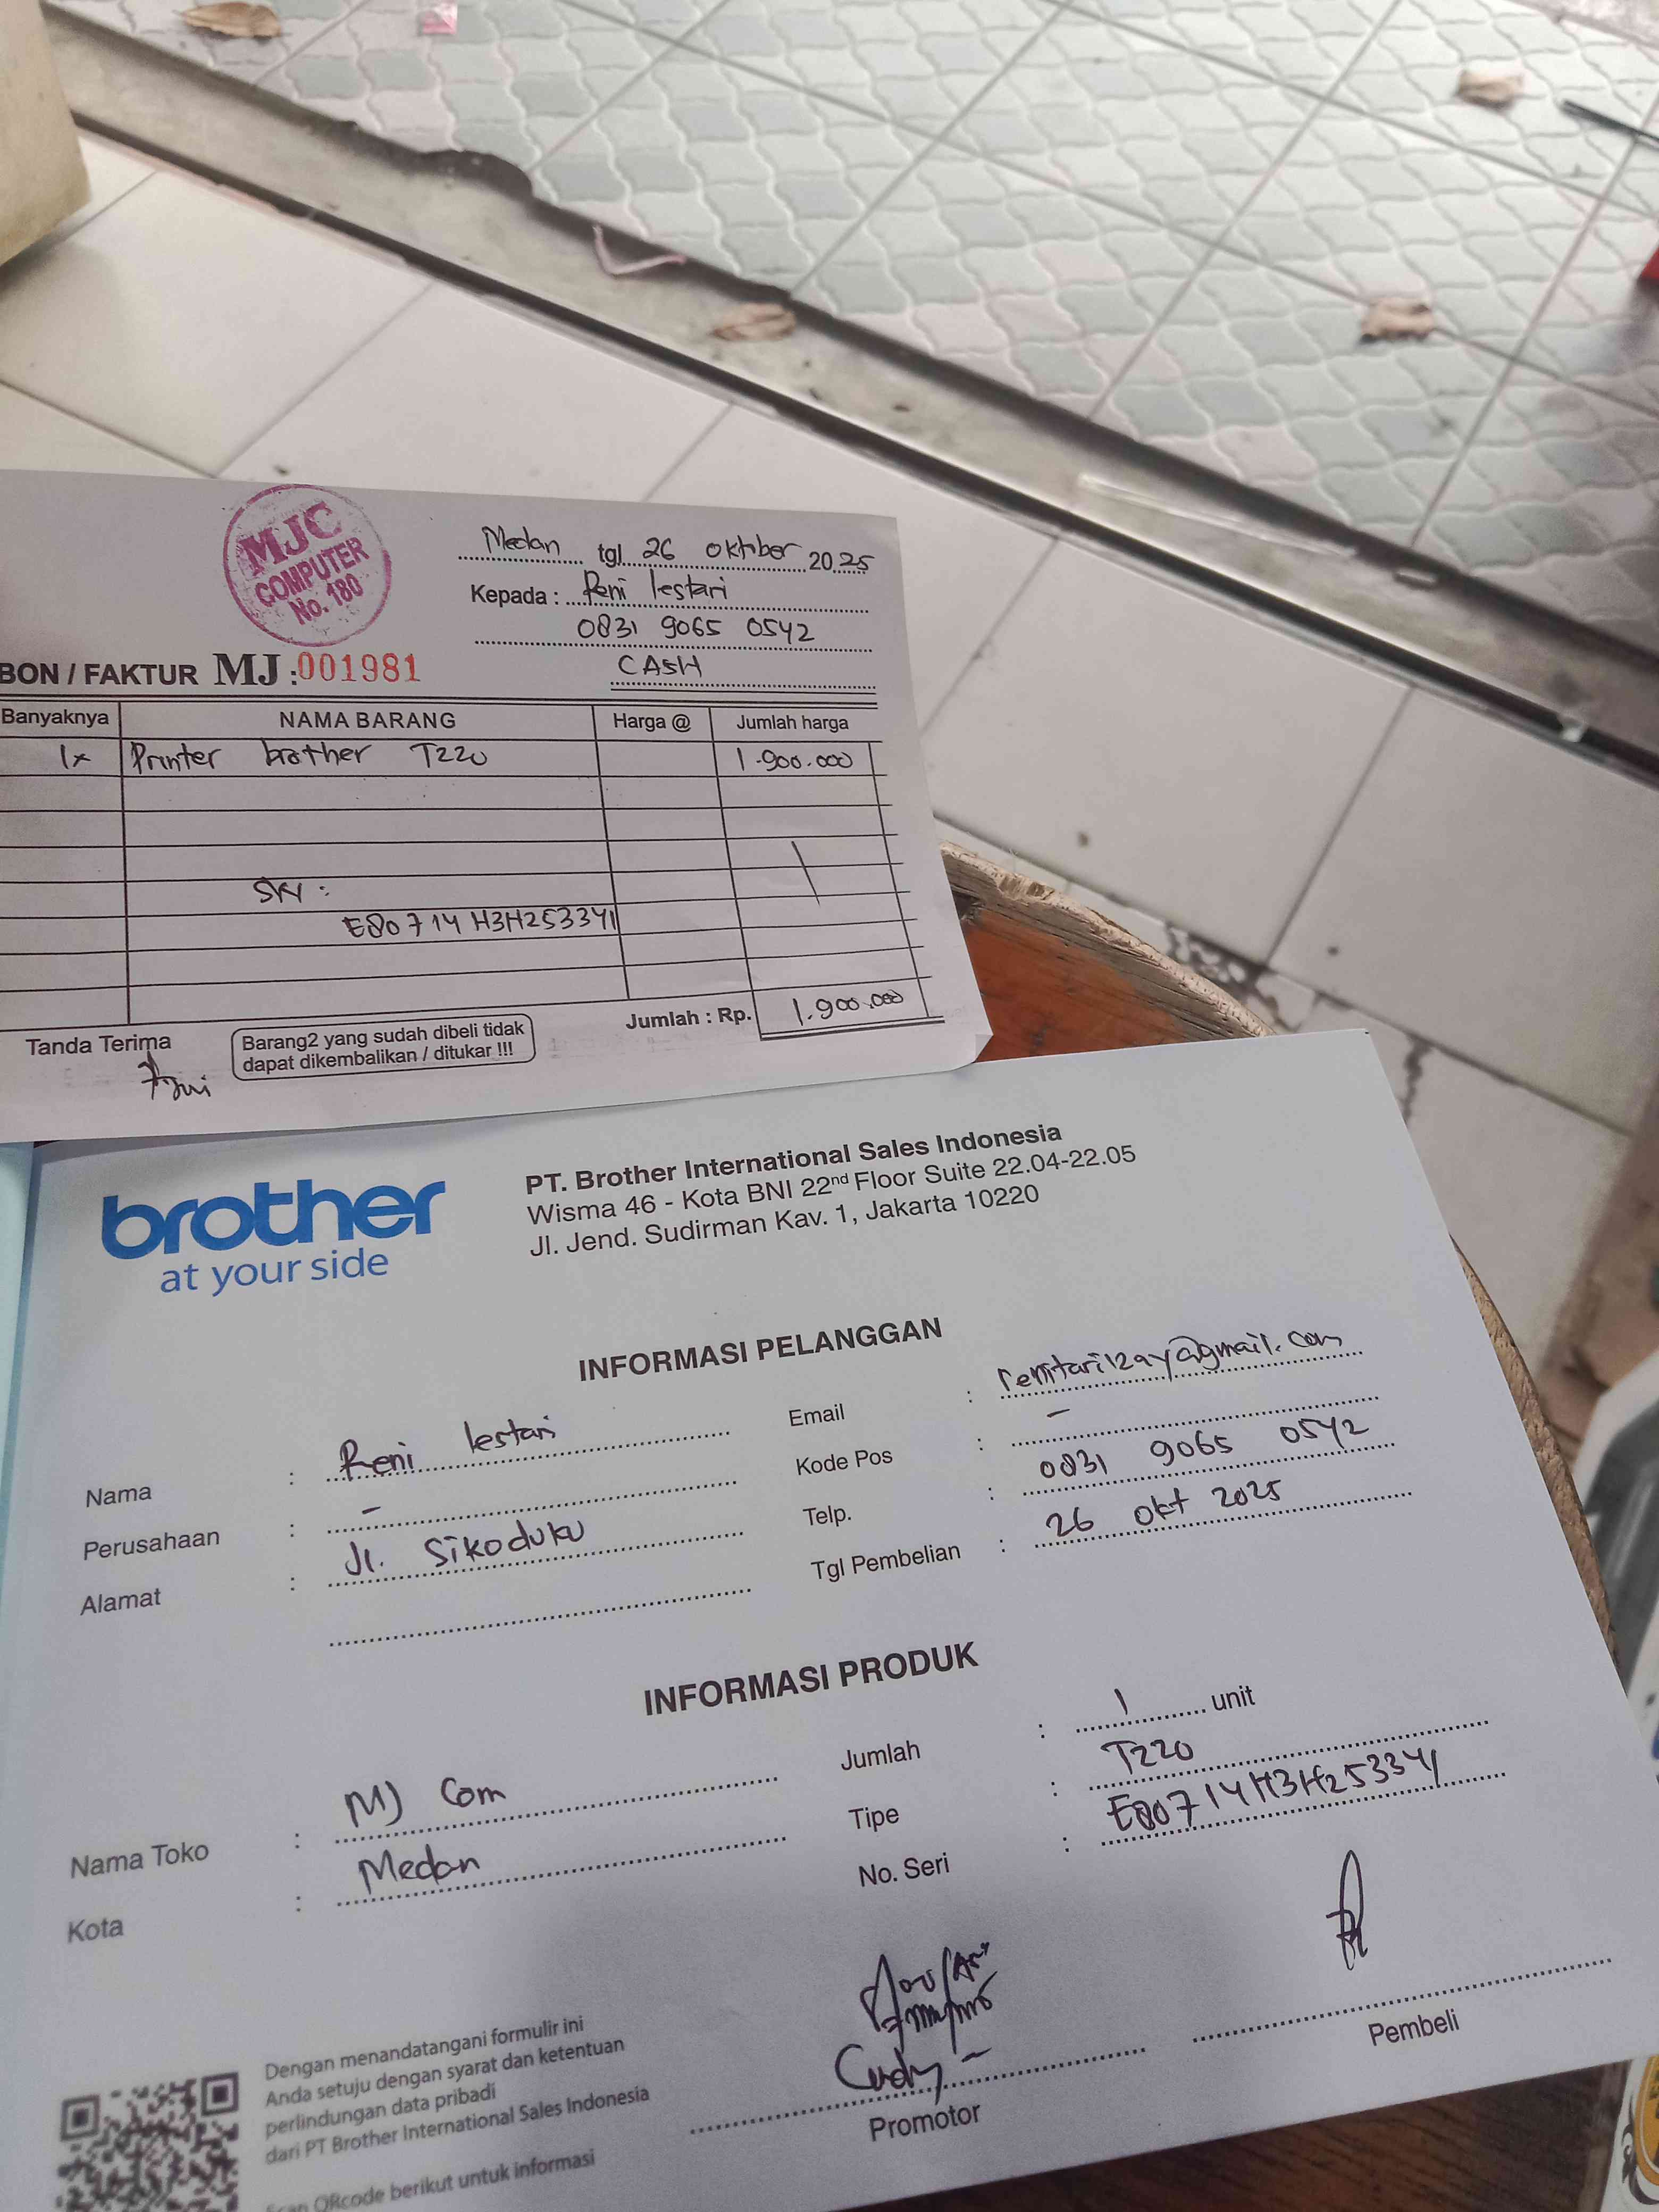 MJC
COMPUTER
No. 180
Medan tgl 26 oktober 2025
Kepada : Reni lestari
0831 9065 0542
CASH
BON / FAKTUR MJ :001981
Banyaknya NAMA BARANG Harga @ Jumlah harga
1x Printer brother T220 1.900.000
SN :
E80714H3H253341
Tanda Terima
Barang2 yang sudah dibeli tidak
dapat dikembalikan / ditukar !!!
Jumlah : Rp. 1.900.000
brother
at your side
PT. Brother International Sales Indonesia
Wisma 46 - Kota BNI 22nd Floor Suite 22.04-22.05
Jl. Jend. Sudirman Kav. 1, Jakarta 10220
INFORMASI PELANGGAN
Nama : Reni lestari
Perusahaan : -
Alamat : Jl. Sikoduku
Email :
Kode Pos : -
Telp. : 0831 9065 0542
Tgl Pembelian : 26 okt 2025
INFORMASI PRODUK
Nama Toko : MJ Com
Kota : Medan
Jumlah : 1 unit
Tipe : T220
No. Seri : E80714H3H253341
Dengan menandatangani formulir ini
Anda setuju dengan syarat dan ketentuan
perlindungan data pribadi
dari PT Brother International Sales Indonesia
Scan QRcode berikut untuk informasi
Promotor
Pembeli